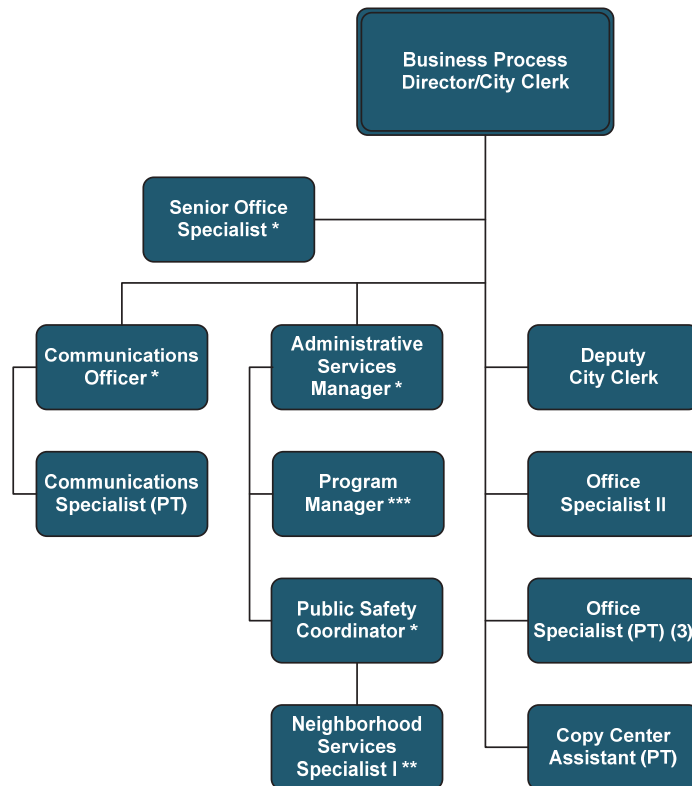 Business Process
Director/City Clerk
Senior Office
Specialist *
Communications
Officer *
Administrative
Services
Manager *
Deputy
City Clerk
Communications
Specialist (PT)
Program
Manager ***
Office
Specialist II
Public Safety
Coordinator *
Office
Specialist (PT) (3)
Neighborhood
Services
Specialist I **
Copy Center
Assistant (PT)